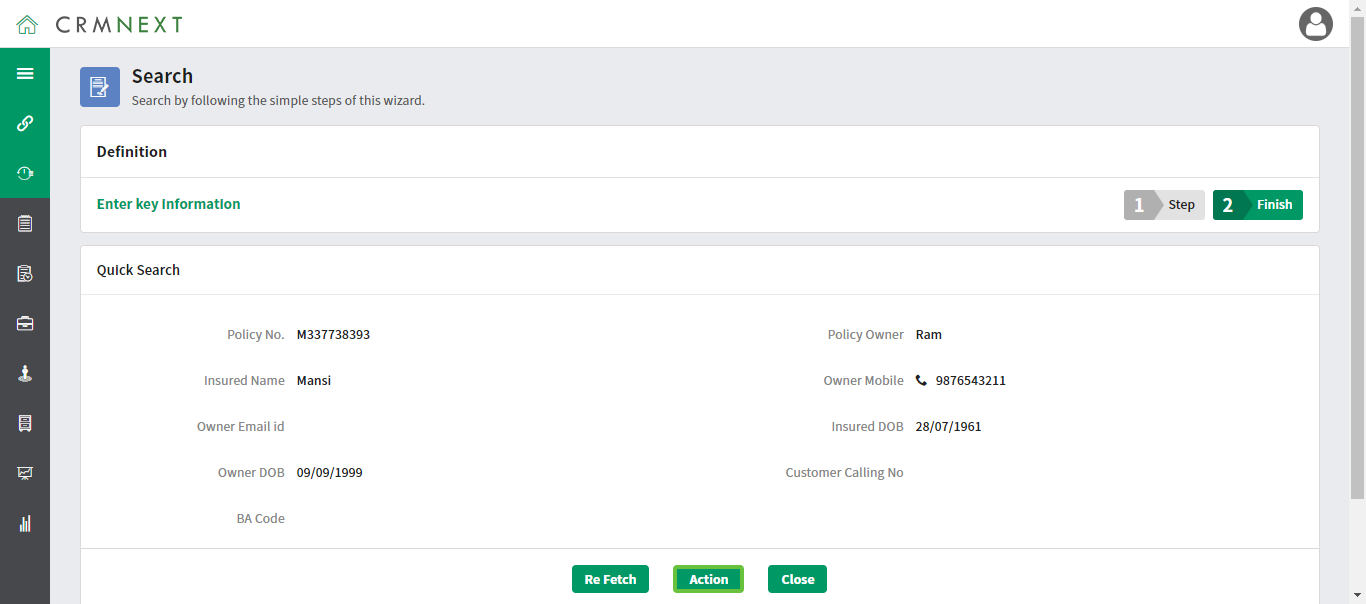 CRMNEXT
Search
Search by following the simple steps of this wizard.
Definition
Enter key information
1 Step 2 Finish
Quick Search
Policy No. M337738393 Policy Owner Ram
Insured Name Mansi Owner Mobile 9876543211
Owner Email id Insured DOB 28/07/1961
Owner DOB 09/09/1999 Customer Calling No
BA Code
Re Fetch Action Close